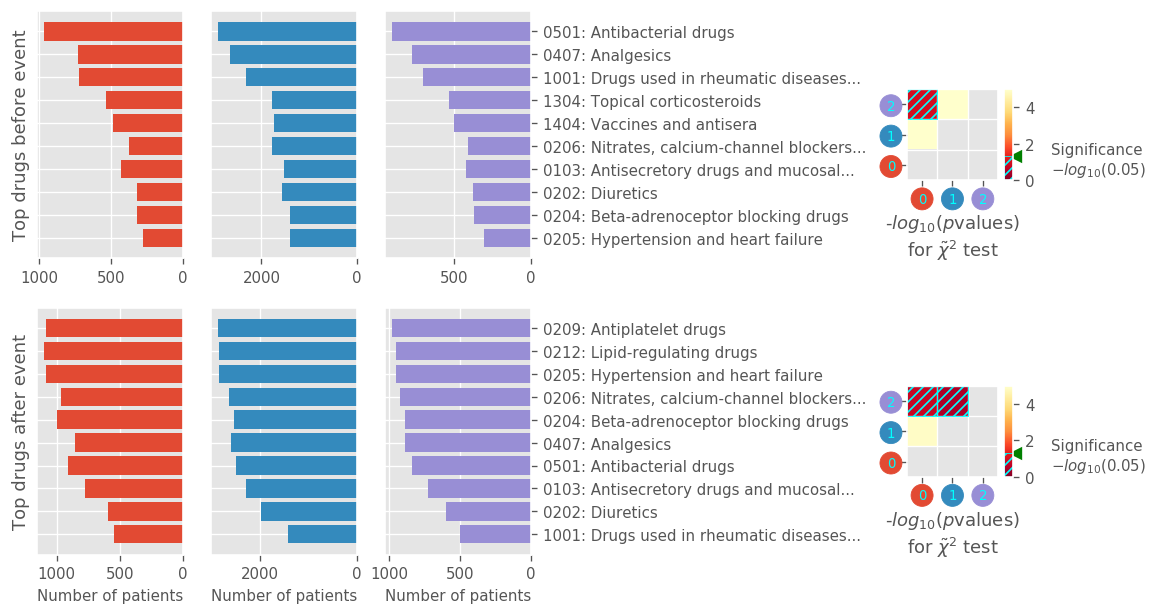 Top drugs before event
0501: Antibacterial drugs
0407: Analgesics
1001: Drugs used in rheumatic diseases...
1304: Topical corticosteroids
1404: Vaccines and antisera
0206: Nitrates, calcium-channel blockers...
0103: Antisecretory drugs and mucosal...
0202: Diuretics
0204: Beta-adrenoceptor blocking drugs
0205: Hypertension and heart failure
1000 500 0
2000 0
500 0
2
1
0
0 1 2
4
2
0
Significance
−log₁₀(0.05)
-log₁₀(pvalues)
for χ̃² test
Top drugs after event
0209: Antiplatelet drugs
0212: Lipid-regulating drugs
0205: Hypertension and heart failure
0206: Nitrates, calcium-channel blockers...
0204: Beta-adrenoceptor blocking drugs
0407: Analgesics
0501: Antibacterial drugs
0103: Antisecretory drugs and mucosal...
0202: Diuretics
1001: Drugs used in rheumatic diseases...
1000 500 0
2000 0
1000 500 0
Number of patients
Number of patients
Number of patients
2
1
0
0 1 2
4
2
0
Significance
−log₁₀(0.05)
-log₁₀(pvalues)
for χ̃² test